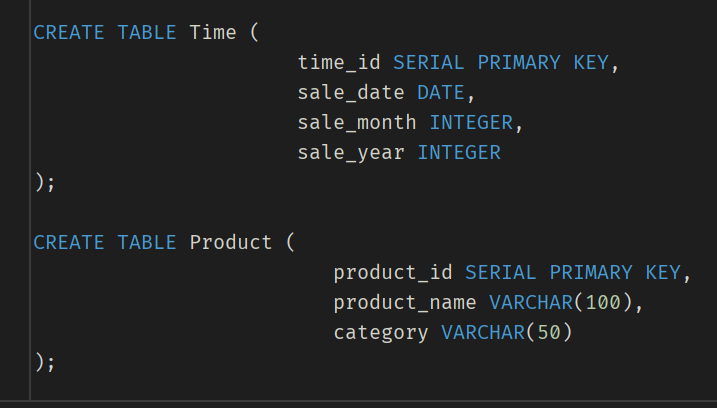 CREATE TABLE Time (
time_id SERIAL PRIMARY KEY,
sale_date DATE,
sale_month INTEGER,
sale_year INTEGER
);
CREATE TABLE Product (
product_id SERIAL PRIMARY KEY,
product_name VARCHAR(100),
category VARCHAR(50)
);